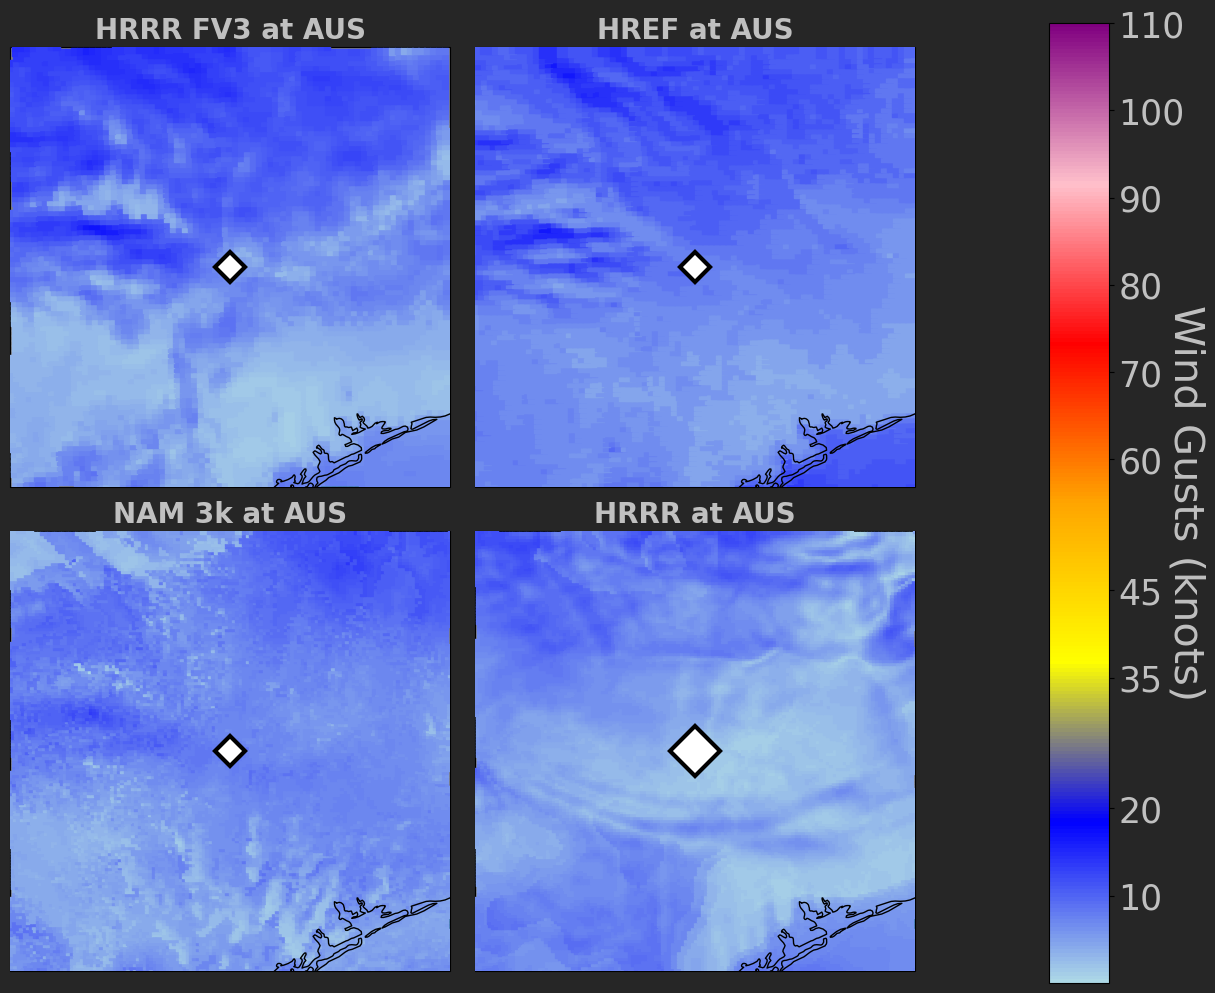 HRRR FV3 at AUS
HREF at AUS
NAM 3k at AUS
HRRR at AUS
110
100
90
80
70
60
45
35
20
10
Wind Gusts (knots)